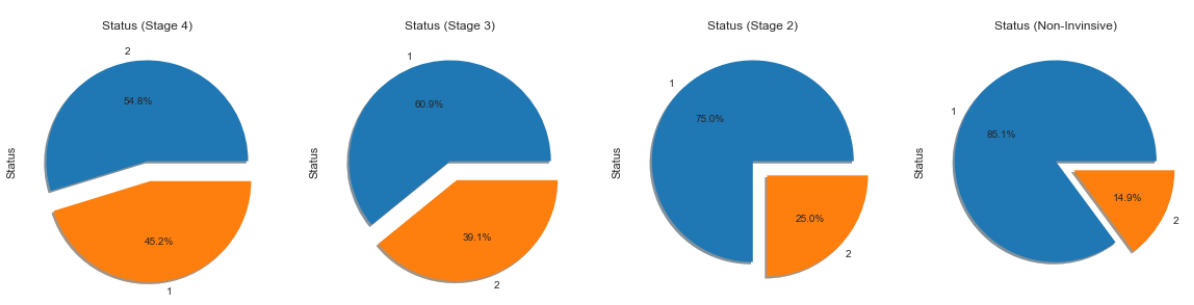 Status (Stage 4)
2
54.8%
Status
45.2%
1
Status (Stage 3)
1
60.9%
Status
39.1%
2
Status (Stage 2)
1
75.0%
Status
25.0%
2
Status (Non-Invinsive)
1
85.1%
Status
14.9%
2